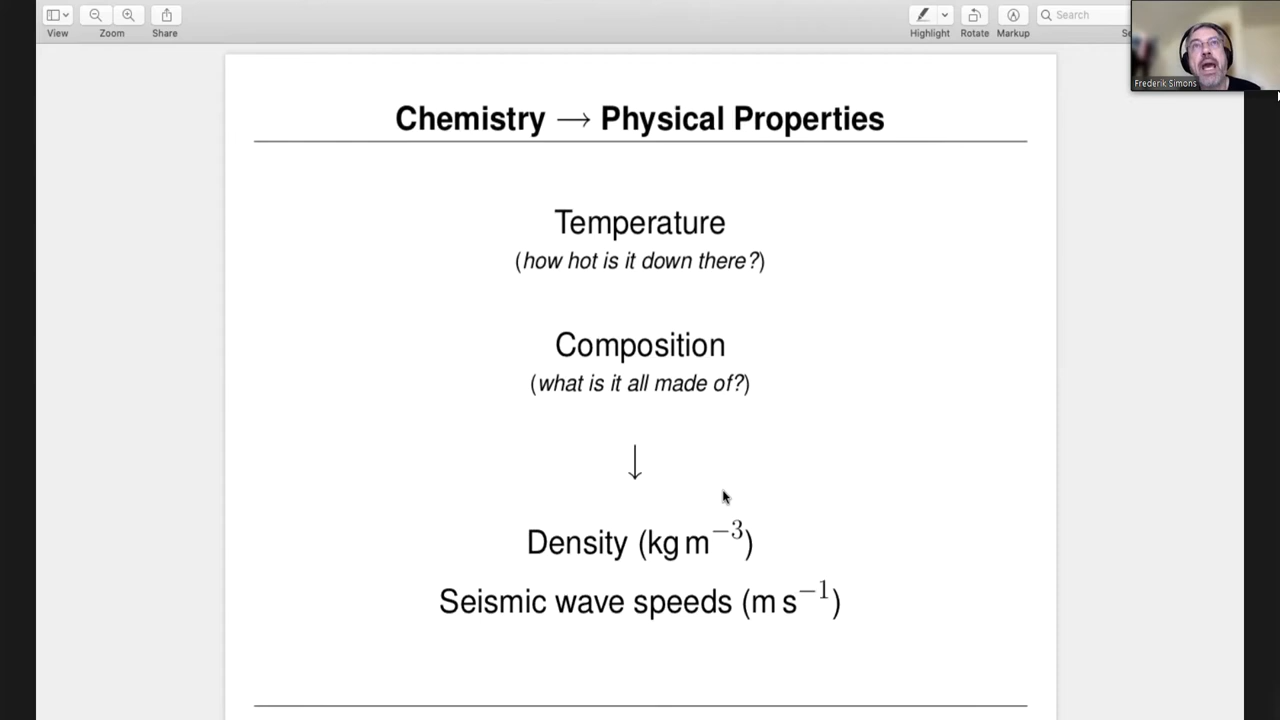 View
Zoom
Share
Highlight
Rotate
Markup
Search
Frederik Simons
Chemistry → Physical Properties
Temperature
(how hot is it down there?)
Composition
(what is it all made of?)
↓
Density (kg m⁻³)
Seismic wave speeds (m s⁻¹)